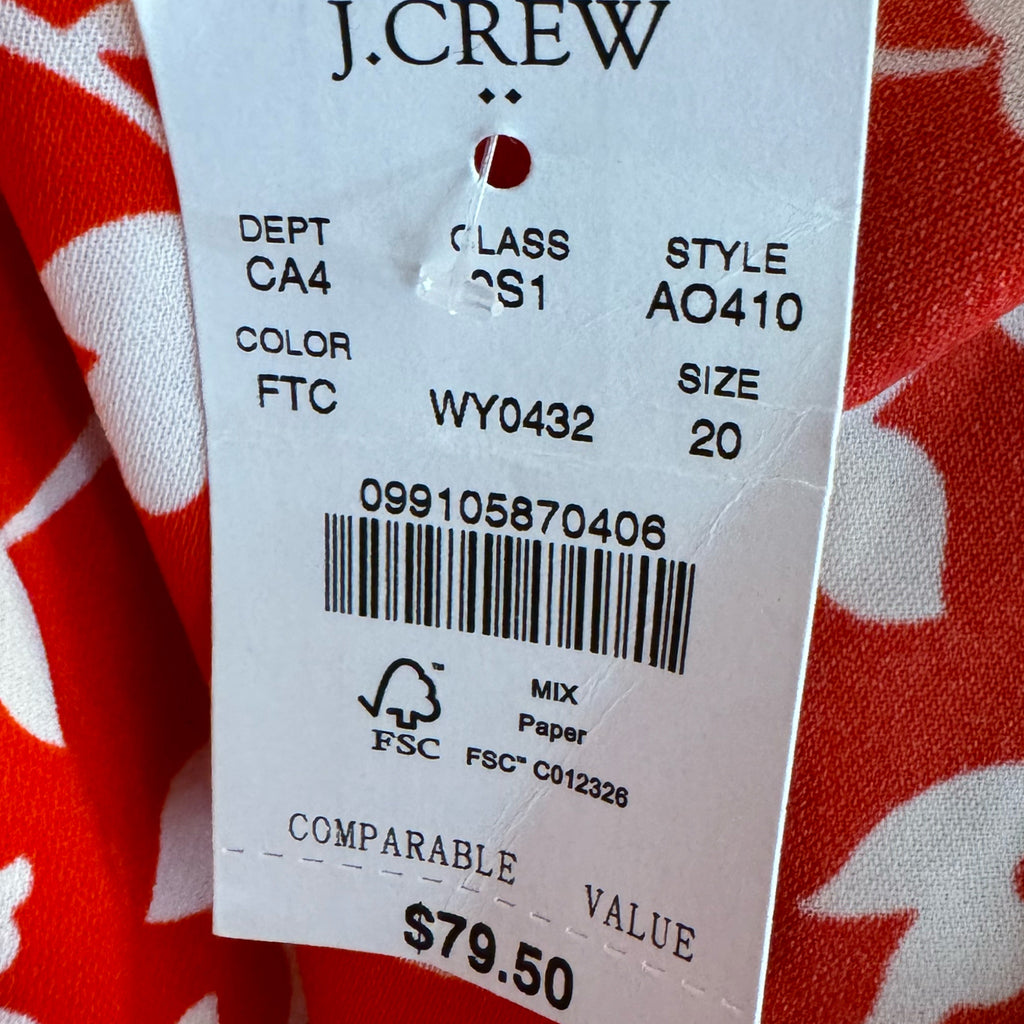 J.CREW
DEPT CLASS STYLE
CA4 AO410
COLOR SIZE
FTC WY0432 20
099105870406
MIX
Paper
FSC FSC™ C012326
COMPARABLE VALUE
$79.50